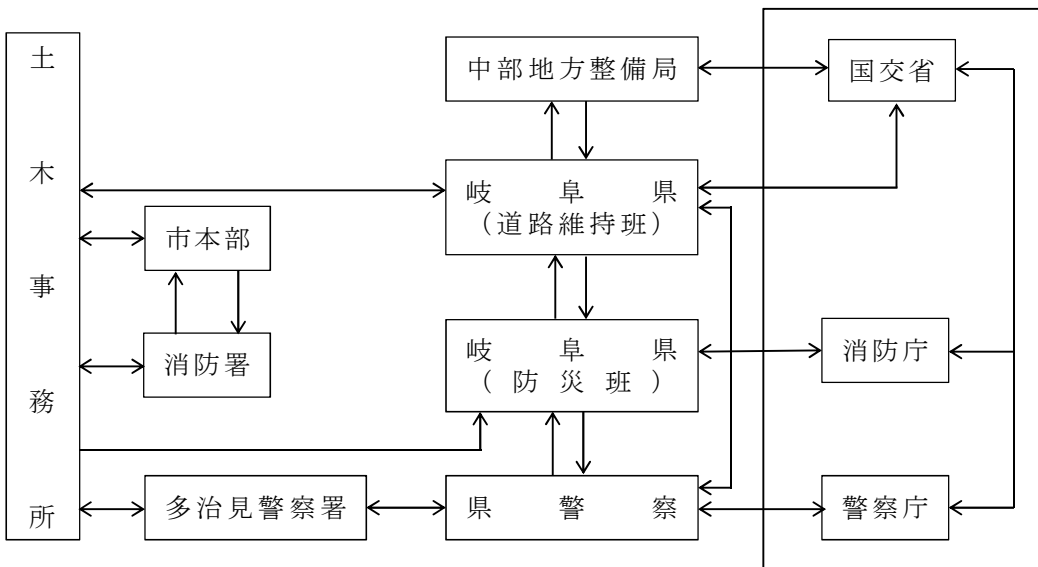 土木事務所
中部地方整備局
国交省
岐阜県
（道路維持班）
市本部
消防署
岐阜県
（防災班）
消防庁
多治見警察署
県警察
警察庁